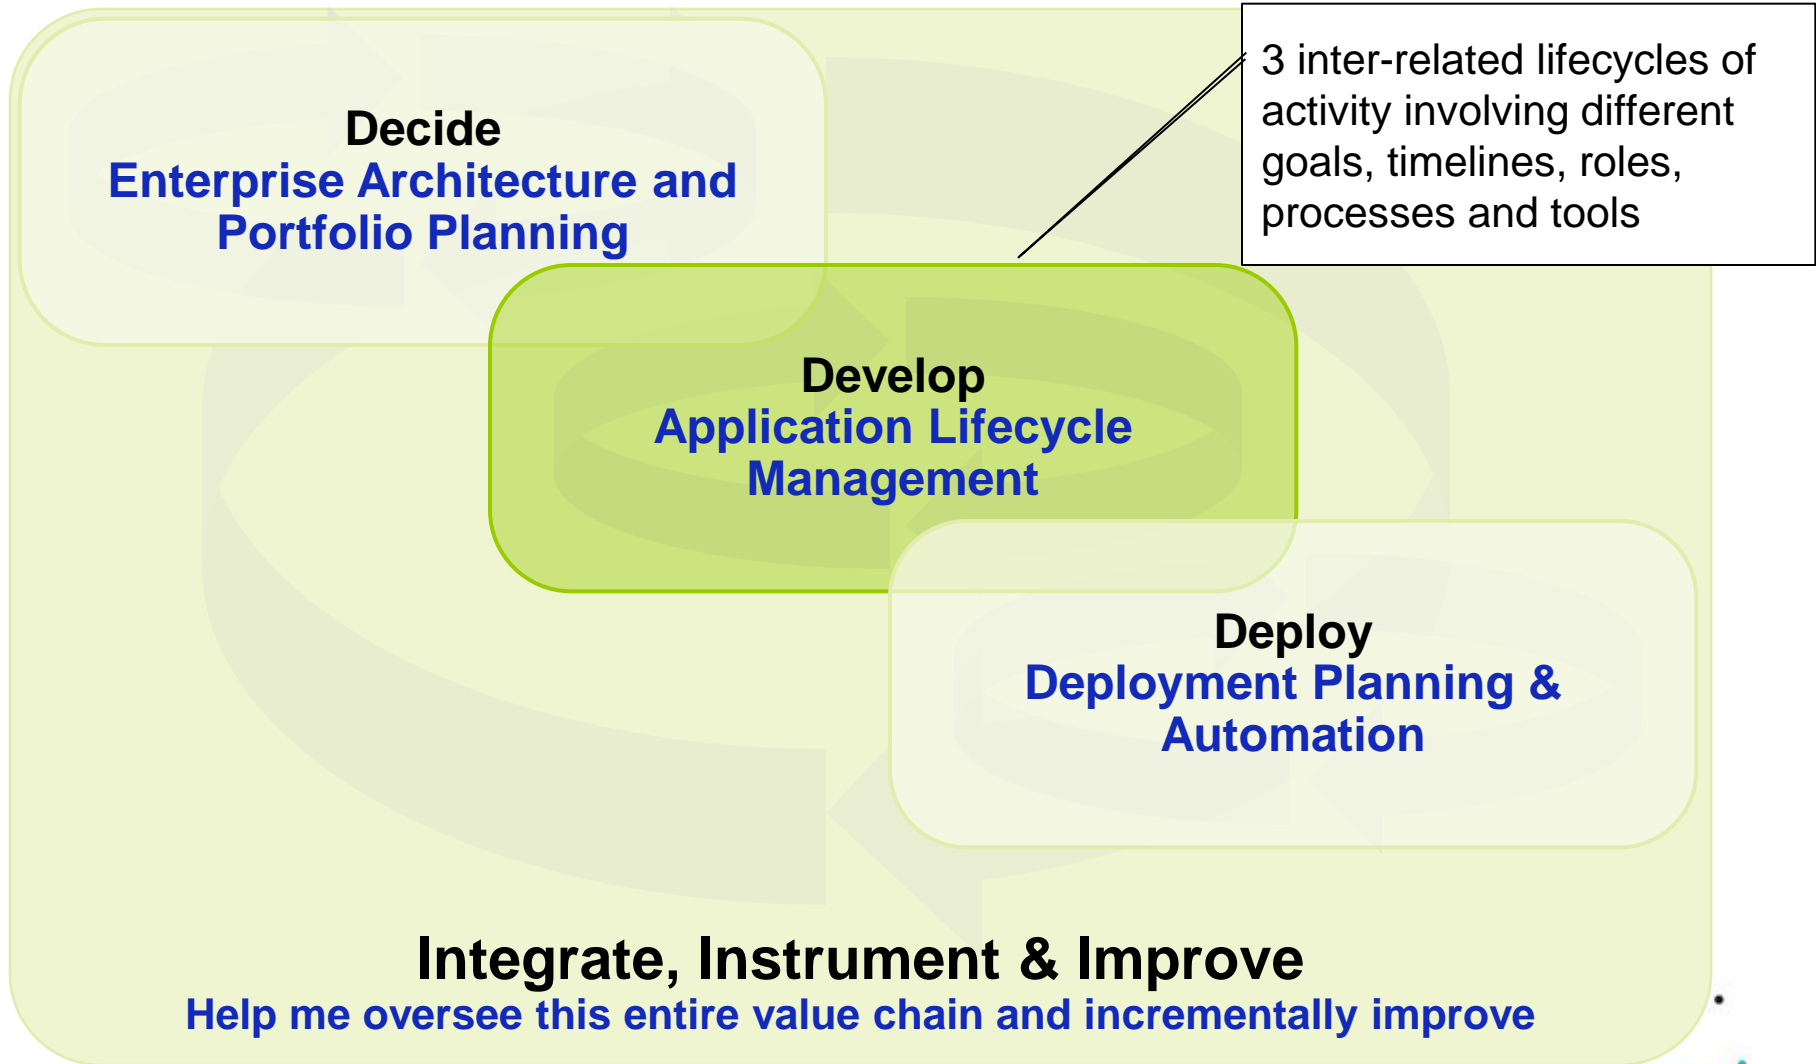 Decide
Enterprise Architecture and
Portfolio Planning
3 inter-related lifecycles of
activity involving different
goals, timelines, roles,
processes and tools
Develop
Application Lifecycle
Management
Deploy
Deployment Planning &
Automation
Integrate, Instrument & Improve
Help me oversee this entire value chain and incrementally improve